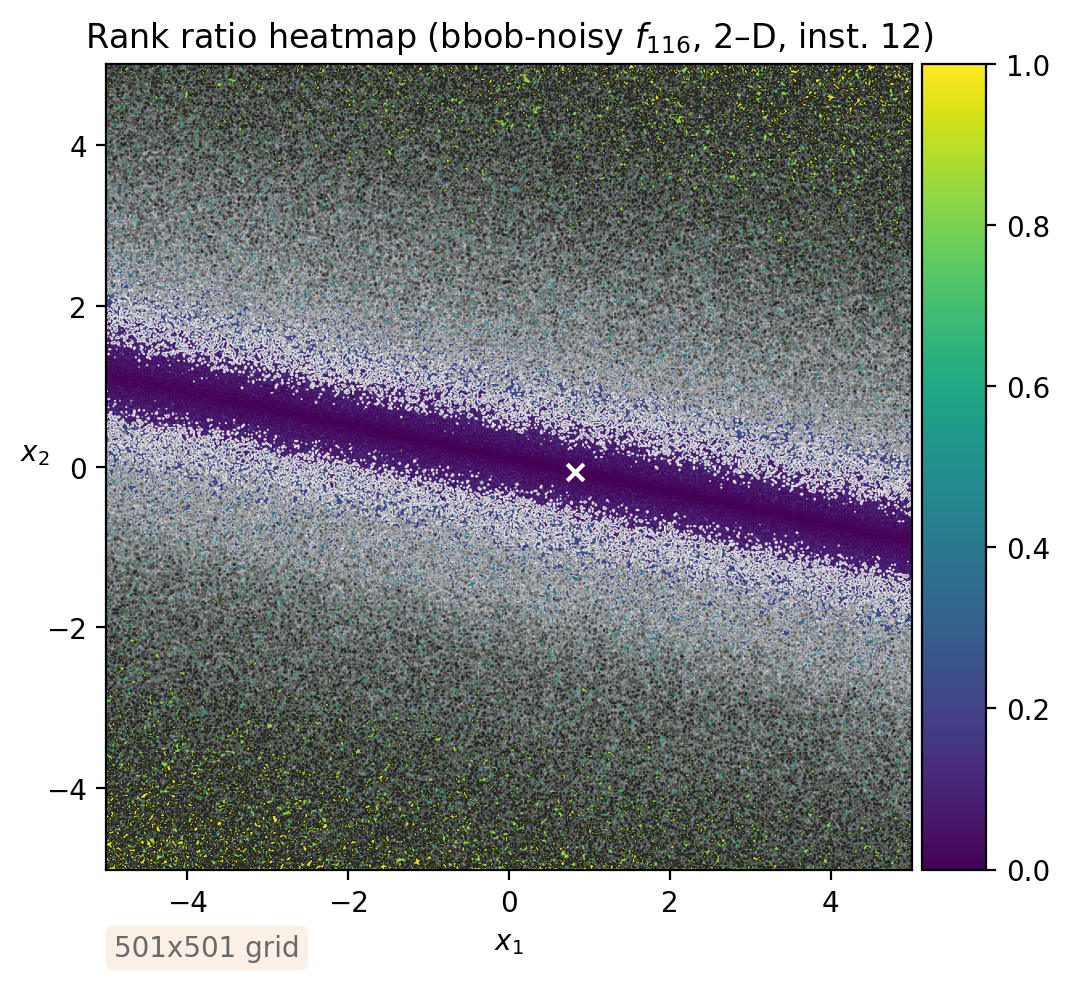 Rank ratio heatmap (bbob-noisy f₁₁₆, 2–D, inst. 12)
1.0
0.8
0.6
0.4
0.2
0.0
4
2
0
−2
−4
x₂
−4 −2 0 2 4
x₁
501x501 grid